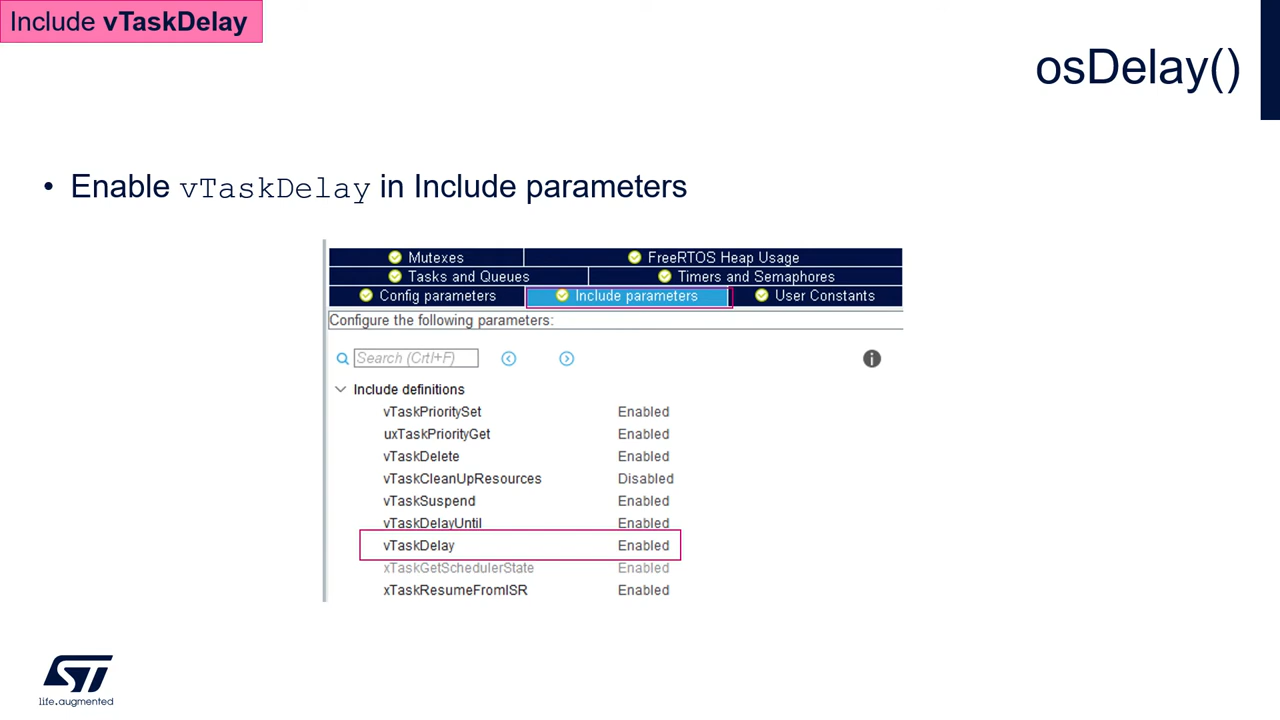 Include vTaskDelay
osDelay()
• Enable vTaskDelay in Include parameters
Mutexes FreeRTOS Heap Usage
Tasks and Queues Timers and Semaphores
Config parameters Include parameters User Constants
Configure the following parameters:
Search (Crtl+F)
Include definitions
vTaskPrioritySet Enabled
uxTaskPriorityGet Enabled
vTaskDelete Enabled
vTaskCleanUpResources Disabled
vTaskSuspend Enabled
vTaskDelayUntil Enabled
vTaskDelay Enabled
xTaskGetSchedulerState Enabled
xTaskResumeFromISR Enabled
ST
life.augmented